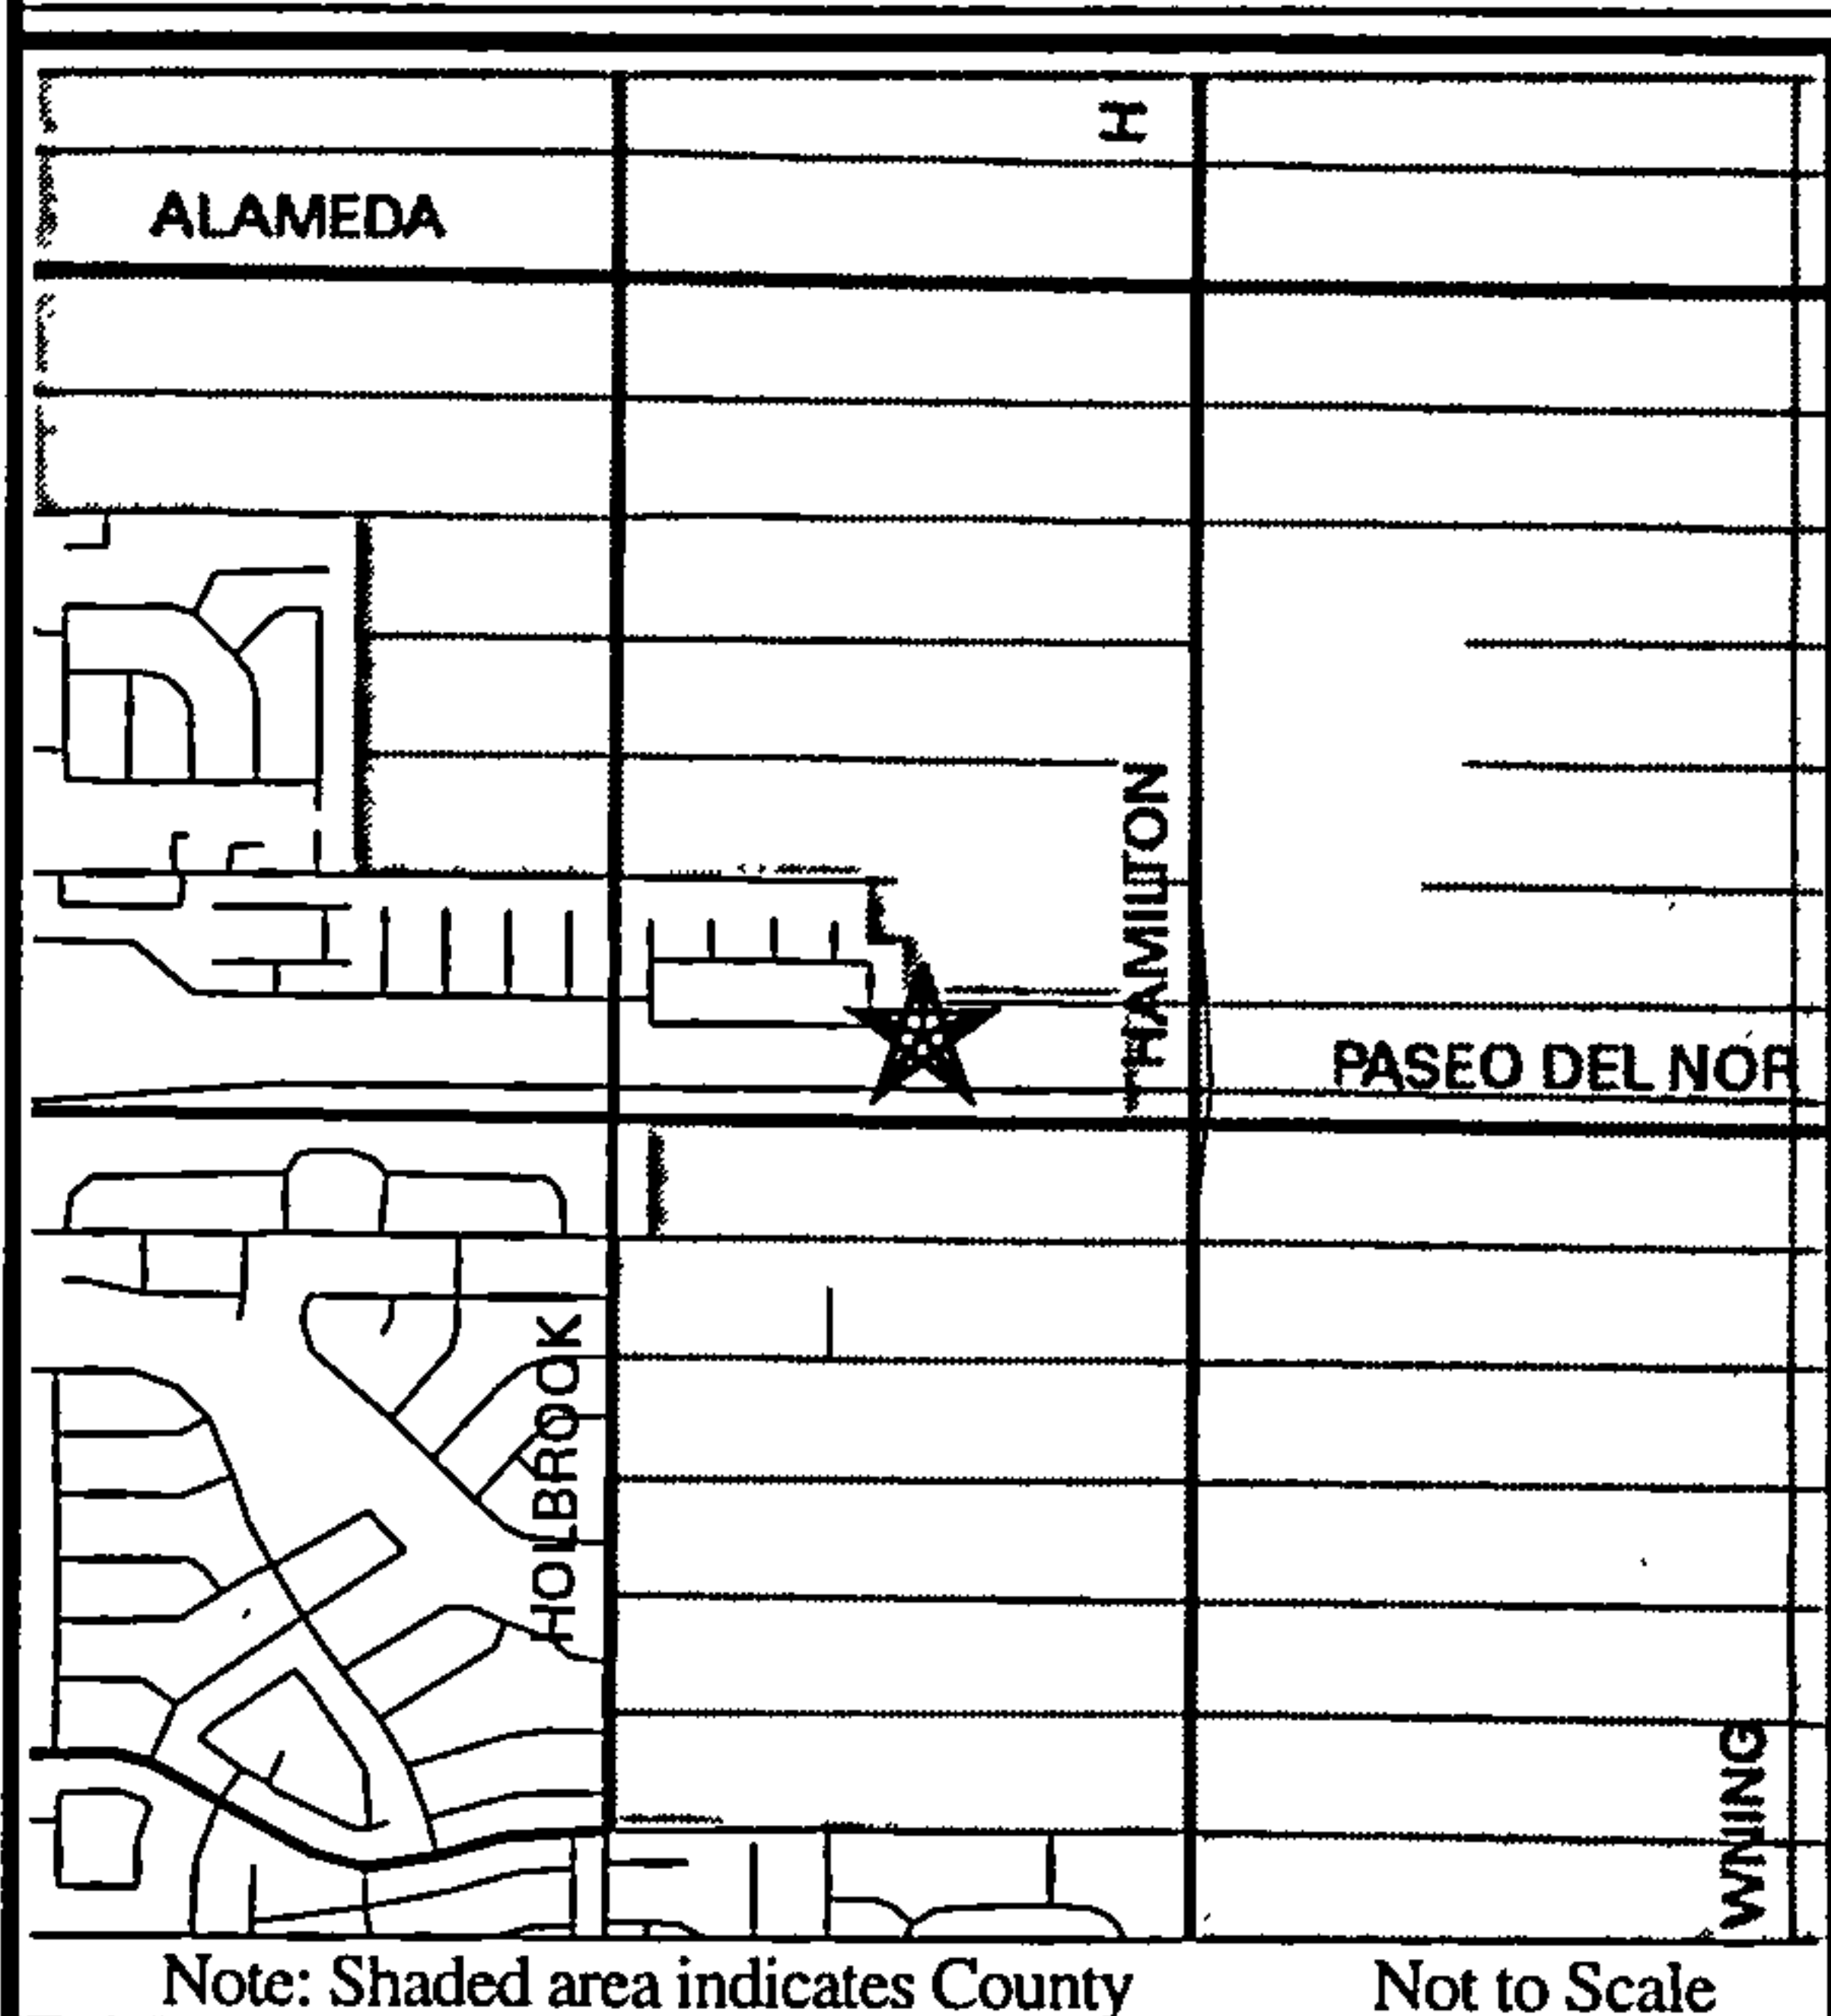 H
ALAMEDA
HAMILTON
PASEO DEL NOR
HOLBROOK
WNING
Note: Shaded area indicates County
Not to Scale